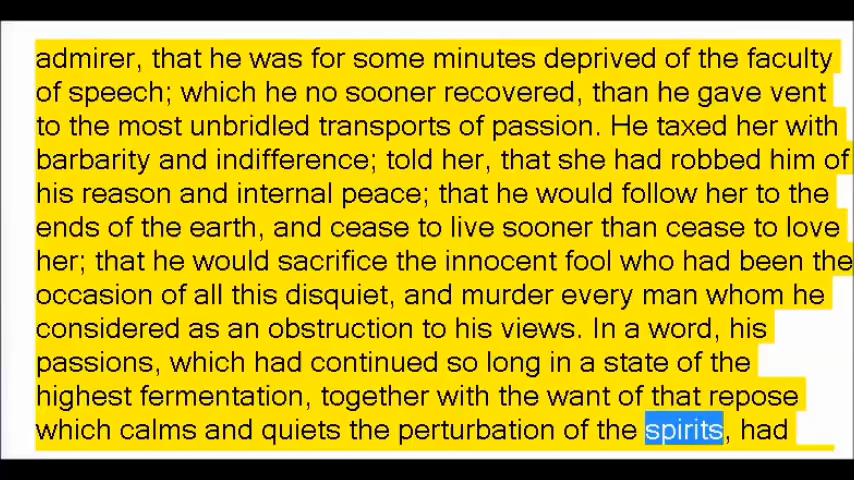 admirer, that he was for some minutes deprived of the faculty
of speech; which he no sooner recovered, than he gave vent
to the most unbridled transports of passion. He taxed her with
barbarity and indifference; told her, that she had robbed him of
his reason and internal peace; that he would follow her to the
ends of the earth, and cease to live sooner than cease to love
her; that he would sacrifice the innocent fool who had been the
occasion of all this disquiet, and murder every man whom he
considered as an obstruction to his views. In a word, his
passions, which had continued so long in a state of the
highest fermentation, together with the want of that repose
which calms and quiets the perturbation of the spirits, had